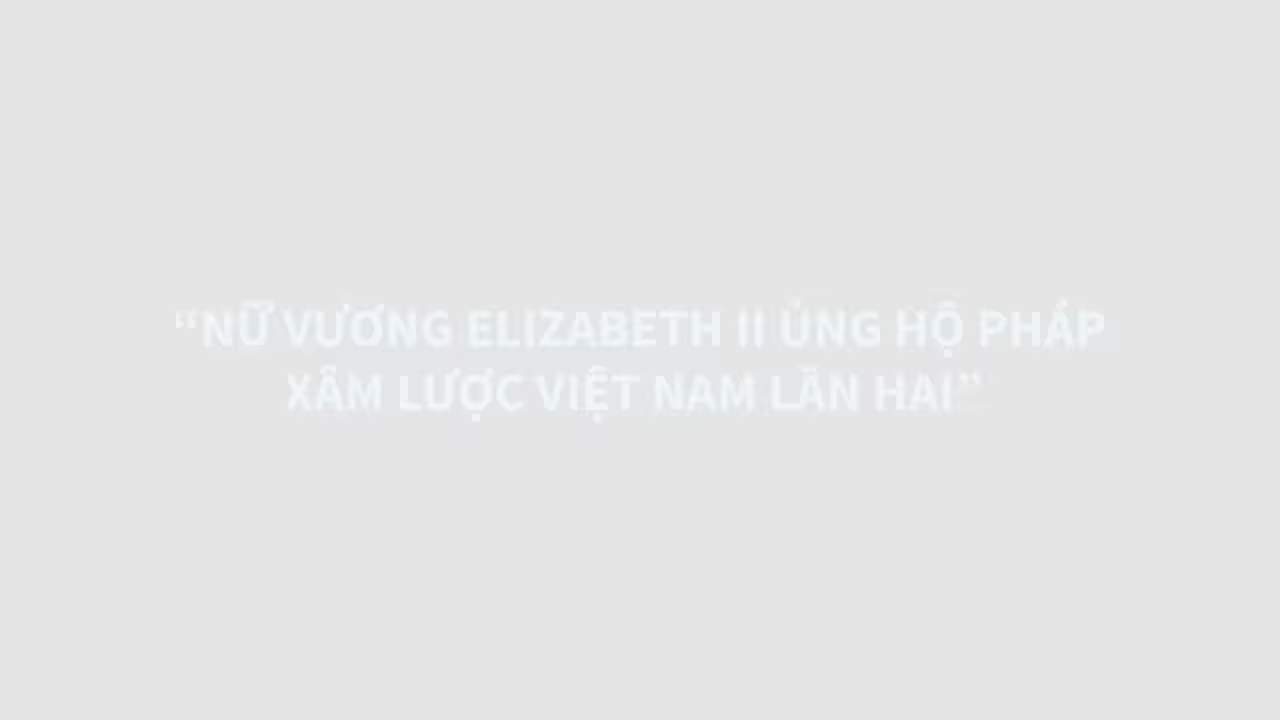 “NỮ VƯƠNG ELIZABETH II ỦNG HỘ PHÁP
XÂM LƯỢC VIỆT NAM LẦN HAI”